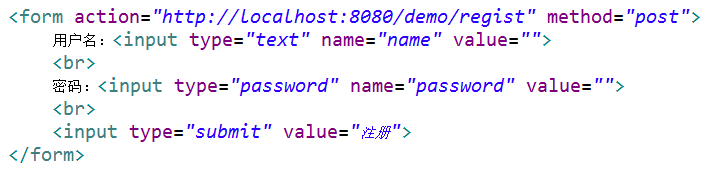 <form action="http://localhost:8080/demo/regist" method="post">
用户名：<input type="text" name="name" value="">
<br>
密码：<input type="password" name="password" value="">
<br>
<input type="submit" value="注册">
</form>